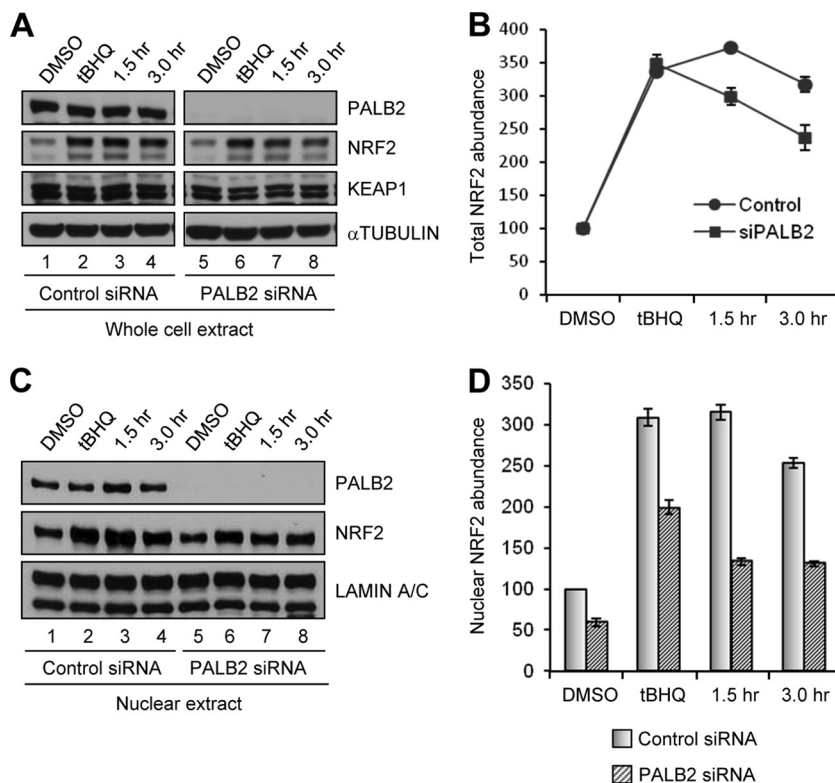 A
DMSO tBHQ 1.5 hr 3.0 hr DMSO tBHQ 1.5 hr 3.0 hr
PALB2
NRF2
KEAP1
αTUBULIN
1 2 3 4 5 6 7 8
Control siRNA PALB2 siRNA
Whole cell extract
B
Total NRF2 abundance
400
350
300
250
200
150
100
50
0
Control
siPALB2
DMSO tBHQ 1.5 hr 3.0 hr
C
DMSO tBHQ 1.5 hr 3.0 hr DMSO tBHQ 1.5 hr 3.0 hr
PALB2
NRF2
LAMIN A/C
1 2 3 4 5 6 7 8
Control siRNA PALB2 siRNA
Nuclear extract
D
Nuclear NRF2 abundance
350
300
250
200
150
100
50
0
DMSO tBHQ 1.5 hr 3.0 hr
Control siRNA
PALB2 siRNA